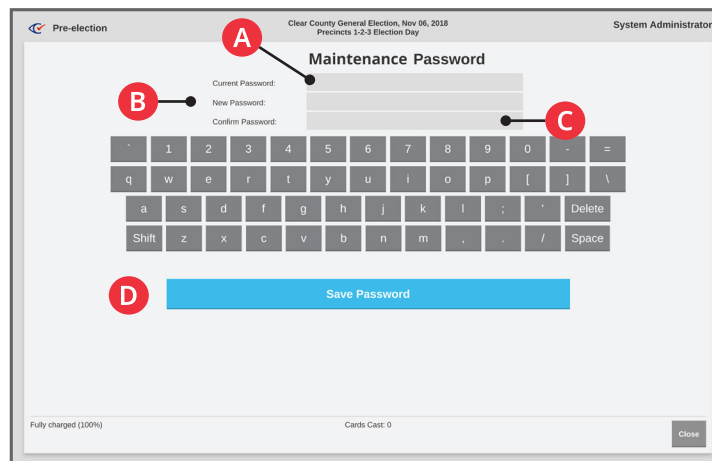 Pre-election
Clear County General Election, Nov 06, 2018
Precincts 1-2-3 Election Day
System Administrator
A
Maintenance Password
Current Password:
B
New Password:
Confirm Password:
C
` 1 2 3 4 5 6 7 8 9 0 - =
q w e r t y u i o p [ ] \
a s d f g h j k l ; ' Delete
Shift z x c v b n m , . / Space
D
Save Password
Fully charged (100%)
Cards Cast: 0
Close